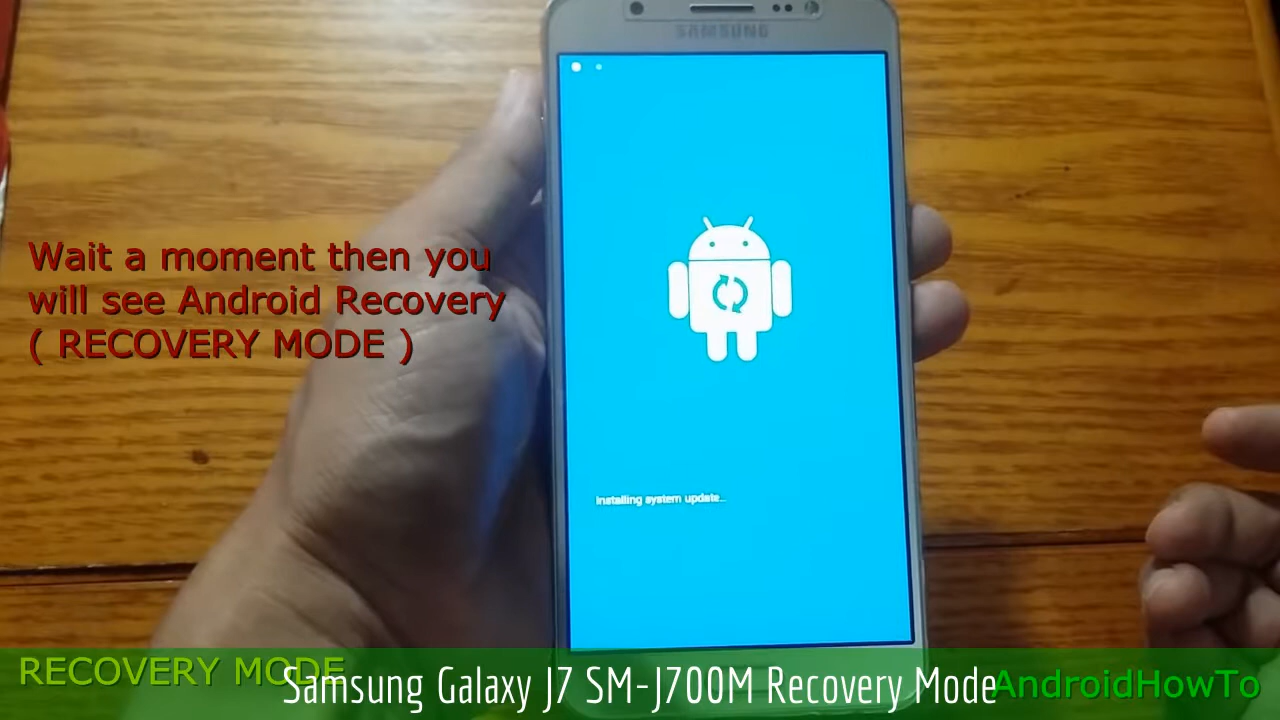 SAMSUNG
Wait a moment then you
will see Android Recovery
( RECOVERY MODE )
Installing system update...
RECOVERY MODE
Samsung Galaxy J7 SM-J700M Recovery Mode
AndroidHowTo